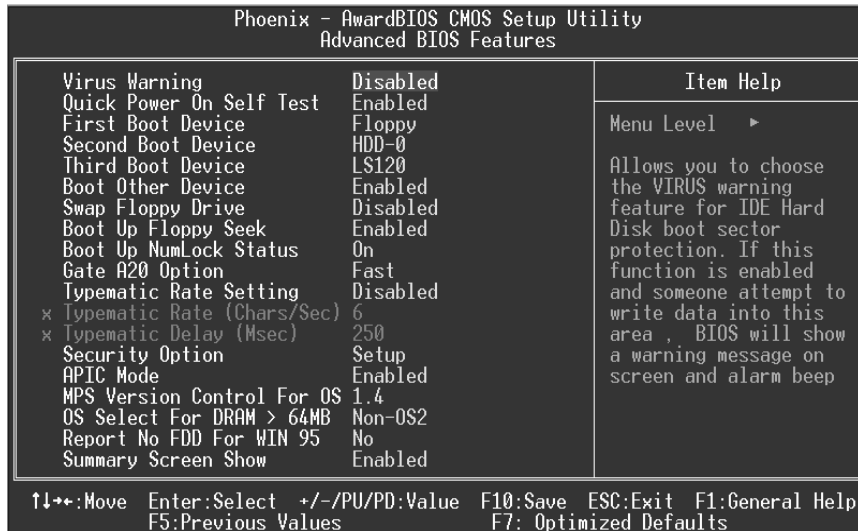 Phoenix - AwardBIOS CMOS Setup Utility
Advanced BIOS Features
Virus Warning Disabled
Quick Power On Self Test Enabled
First Boot Device Floppy
Second Boot Device HDD-0
Third Boot Device LS120
Boot Other Device Enabled
Swap Floppy Drive Disabled
Boot Up Floppy Seek Enabled
Boot Up NumLock Status On
Gate A20 Option Fast
Typematic Rate Setting Disabled
x Typematic Rate (Chars/Sec) 6
x Typematic Delay (Msec) 250
Security Option Setup
APIC Mode Enabled
MPS Version Control For OS 1.4
OS Select For DRAM > 64MB Non-OS2
Report No FDD For WIN 95 No
Summary Screen Show Enabled
Item Help
Menu Level ►
Allows you to choose
the VIRUS warning
feature for IDE Hard
Disk boot sector
protection. If this
function is enabled
and someone attempt to
write data into this
area , BIOS will show
a warning message on
screen and alarm beep
↑↓→←:Move Enter:Select +/-/PU/PD:Value F10:Save ESC:Exit F1:General Help
F5:Previous Values F7: Optimized Defaults